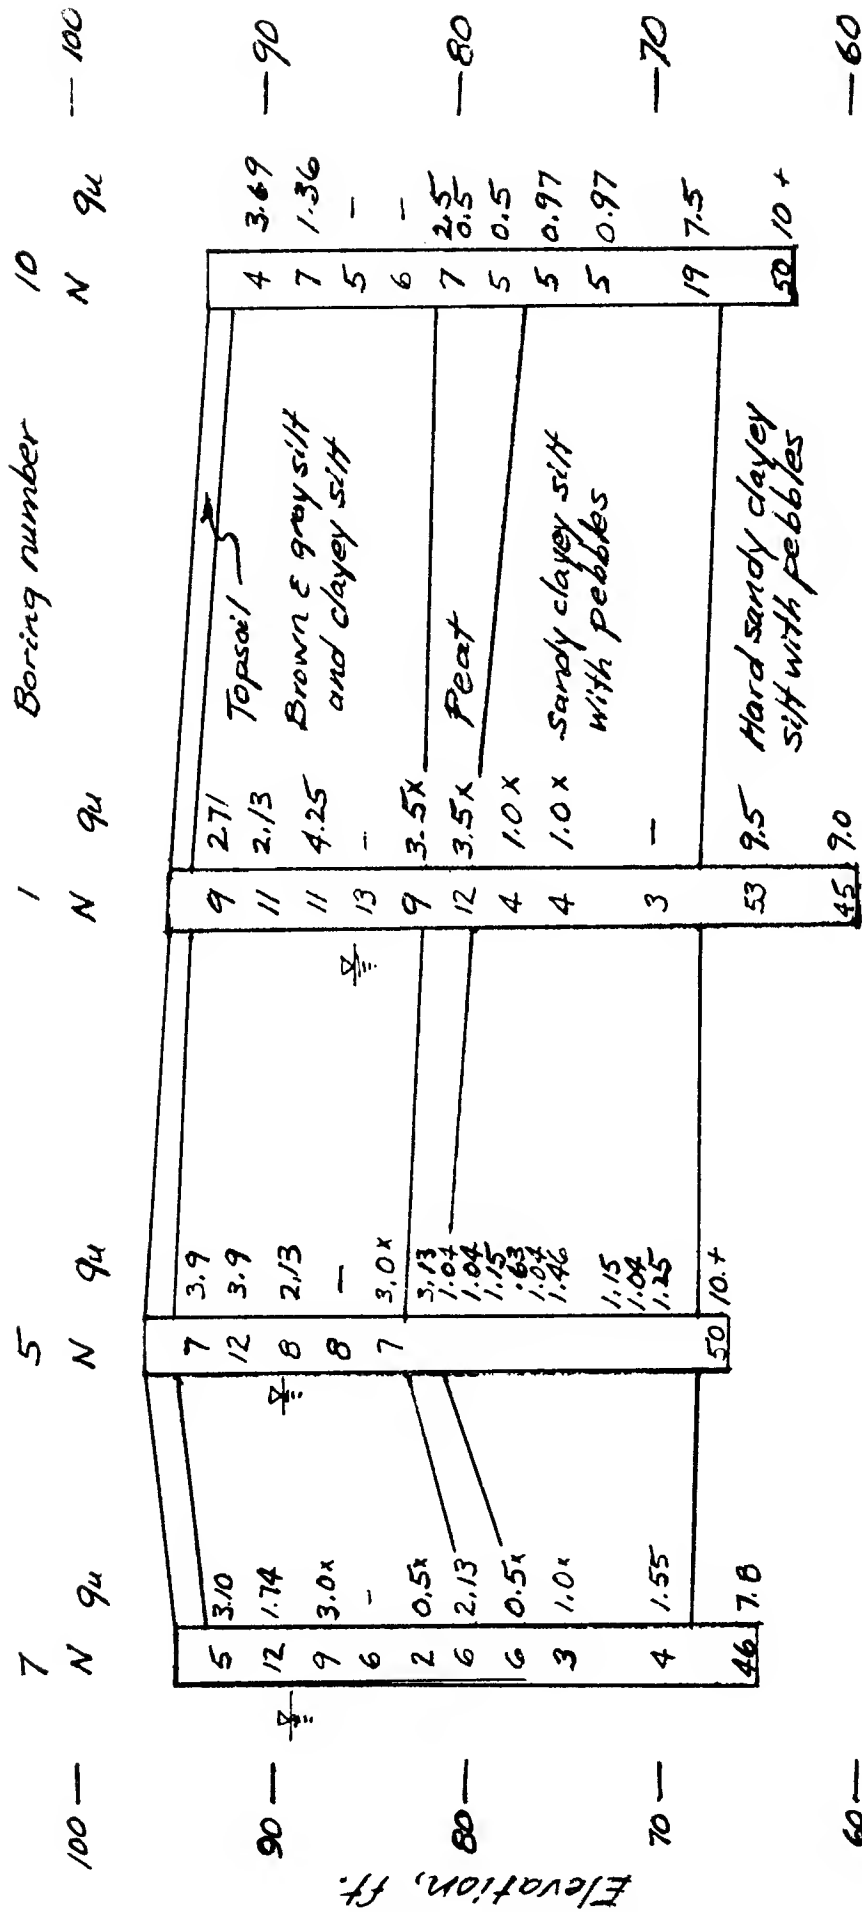 7 5 1 Boring number 10
N qu N qu N qu N qu
100 — — 100
90 — — 90
80 — — 80
70 — — 70
60 — — 60
Elevation, ft.
5 3.10
12 1.74
9 3.0x
6 -
2 0.5x
6 2.13
6 0.5x
3 1.0x
4 1.55
46 7.8
7 3.9
12 3.9
8 2.13
8 -
7 3.0x
3.13
1.04
1.04
1.15
.63
1.04
1.46
1.15
1.04
1.25
50 10.+
9 2.71
11 2.13
11 4.25
13 -
9 3.5x
12 3.5x
4 1.0x
4 1.0x
3 -
53 9.5
45 9.0
Topsoil
Brown & gray silt
and clayey silt
Peat
Sandy clayey silt
with pebbles
Hard sandy clayey
silt with pebbles
4 3.69
7 1.36
5 -
6 -
7 2.5
0.5
5 0.5
5 0.97
5 0.97
19 7.5
50 10+